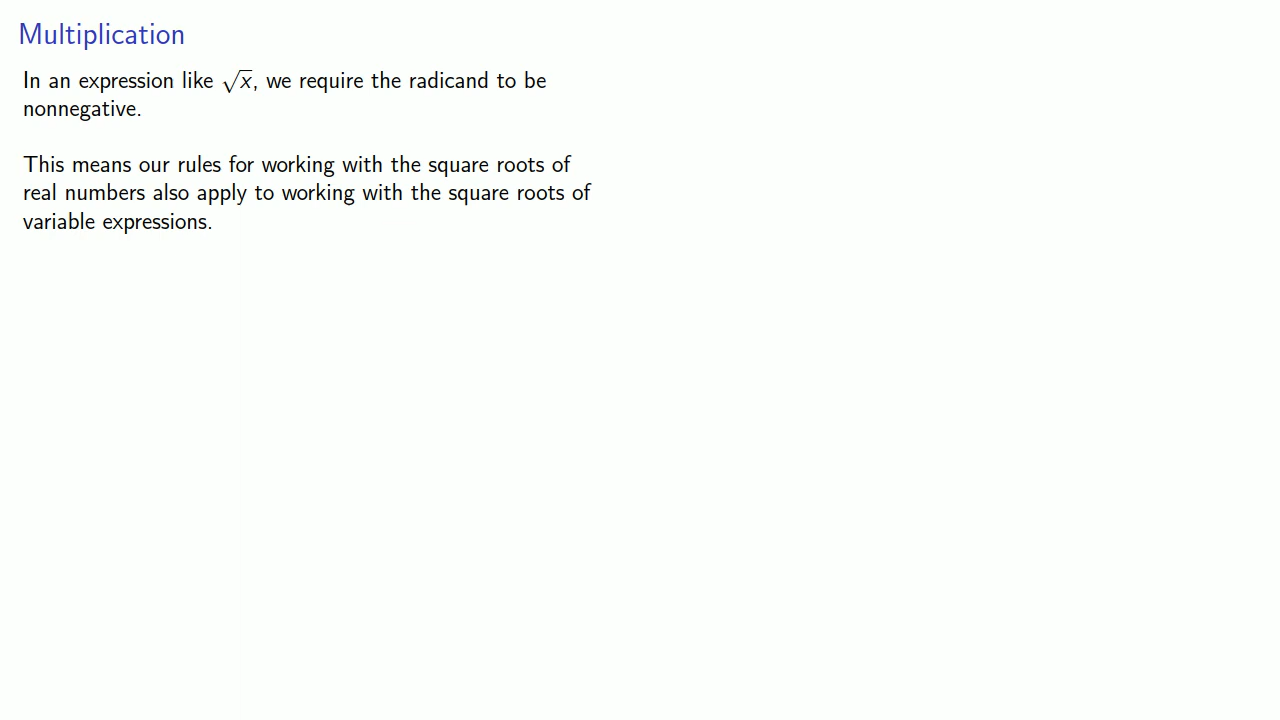 Multiplication
In an expression like √x, we require the radicand to be
nonnegative.
This means our rules for working with the square roots of
real numbers also apply to working with the square roots of
variable expressions.